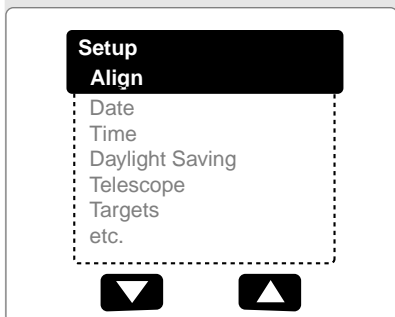 Setup
Align
Date
Time
Daylight Saving
Telescope
Targets
etc.